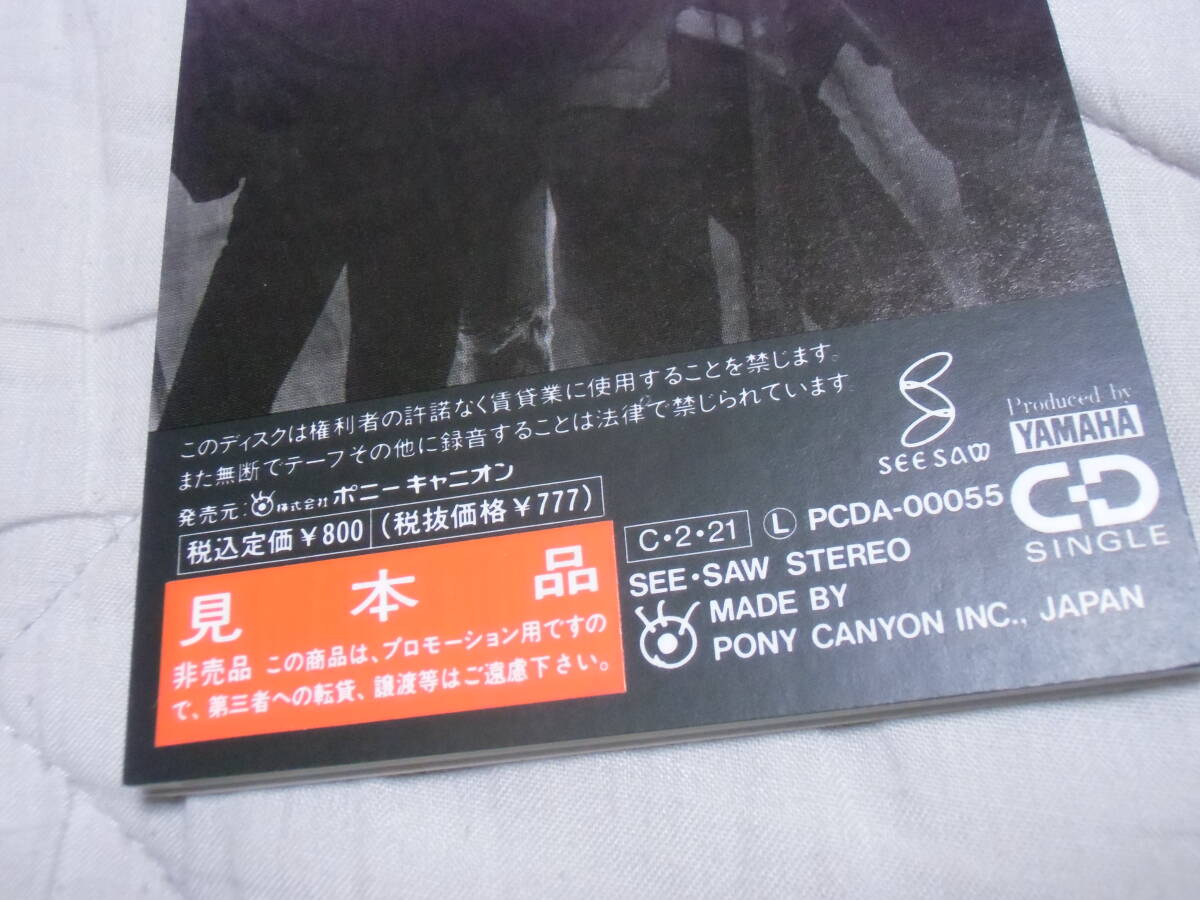 このディスクは権利者の許諾なく賃貸業に使用することを禁じます。
また無断でテープその他に録音することは法律で禁じられています。
発売元:株式会社ポニーキャニオン
税込定価¥800 (税抜価格¥777)
見本品
非売品 この商品は、プロモーション用ですの
で、第三者への転貸、譲渡等はご遠慮下さい。
SEE SAW
Produced by
YAMAHA
CD
SINGLE
C・2・21 Ⓛ PCDA-00055
SEE・SAW STEREO
MADE BY
PONY CANYON INC., JAPAN